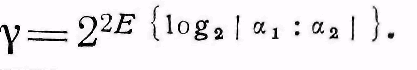 γ=2^{2E {log₂ | α₁ : α₂ | }}.